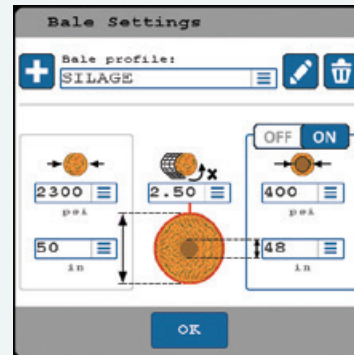 Bale Settings
Bale profile:
SILAGE
OFF ON
x
2300 2.50 400
psi psi
50 48
in in
OK